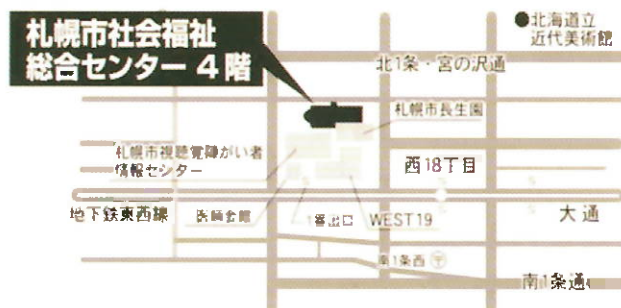 札幌市社会福祉
総合センター 4階
●北海道立
近代美術館
北1条・宮の沢通
札幌市長生園
札幌市視聴覚障がい者
情報センター
西18丁目
地下鉄東西線
医師会館
1番出口
WEST19
大通
南1条西〒
南1条通